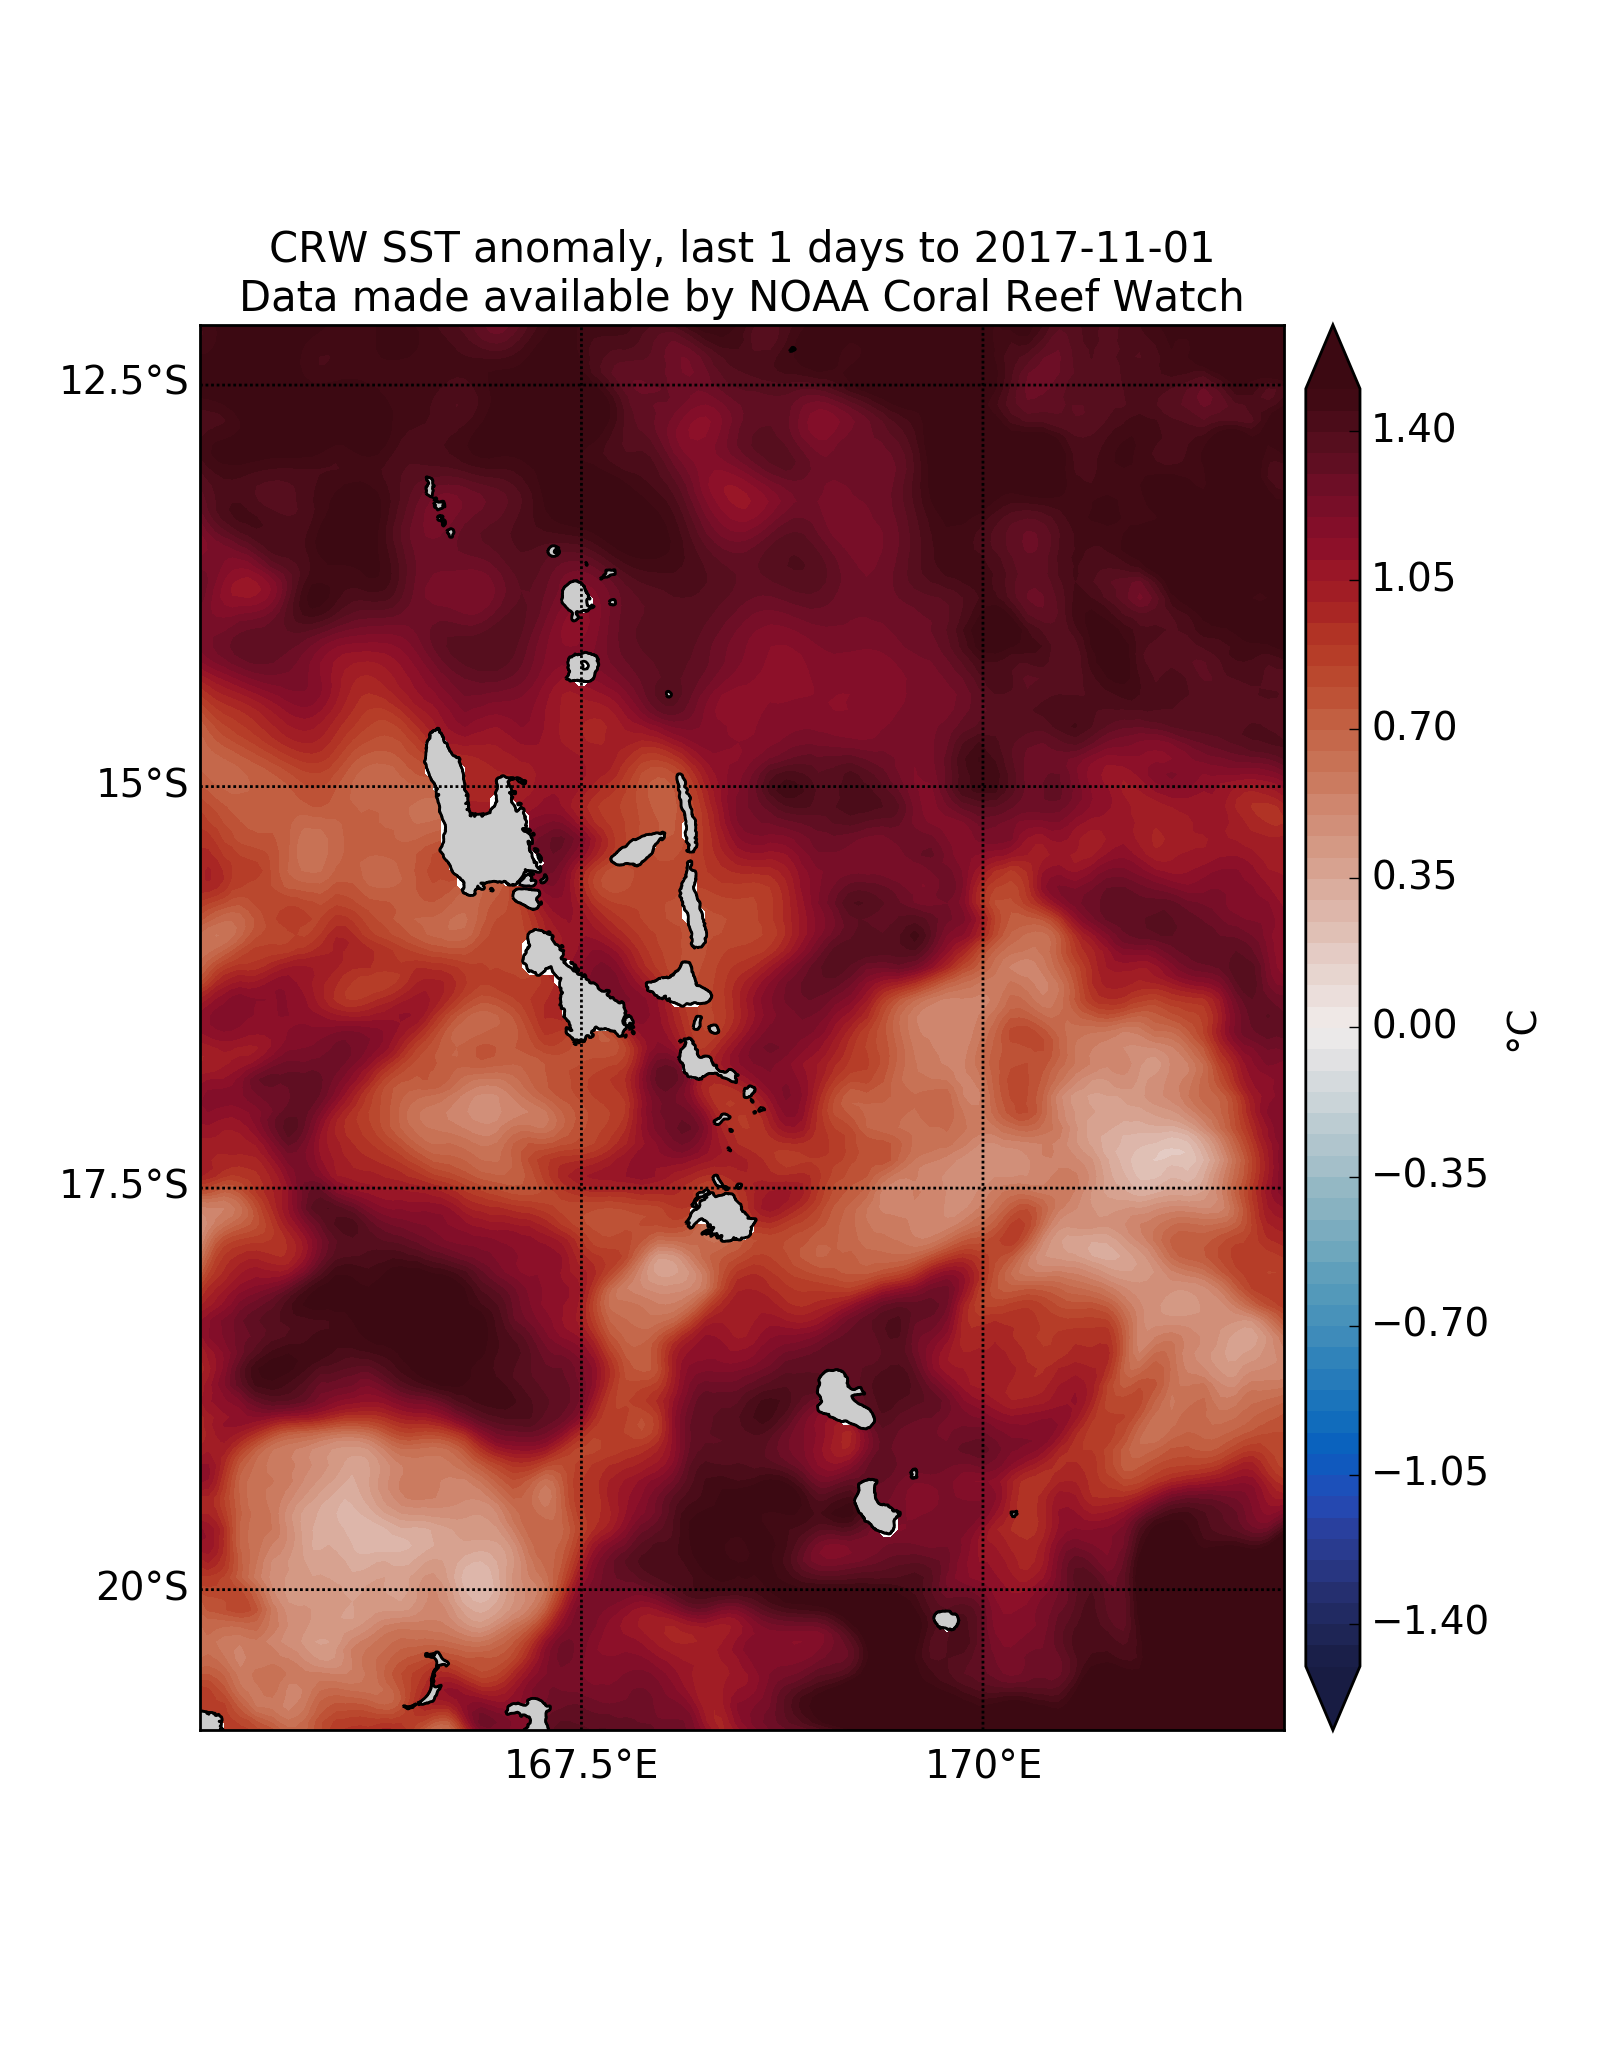 CRW SST anomaly, last 1 days to 2017-11-01
Data made available by NOAA Coral Reef Watch
12.5°S
15°S
17.5°S
20°S
167.5°E
170°E
1.40
1.05
0.70
0.35
0.00
−0.35
−0.70
−1.05
−1.40
°C